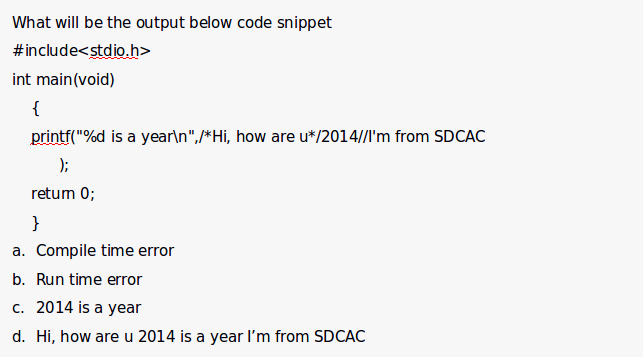 What will be the output below code snippet
#include<stdio.h>
int main(void)
{
printf("%d is a year\n",/*Hi, how are u*/2014//I'm from SDCAC
);
return 0;
}
a. Compile time error
b. Run time error
c. 2014 is a year
d. Hi, how are u 2014 is a year I’m from SDCAC